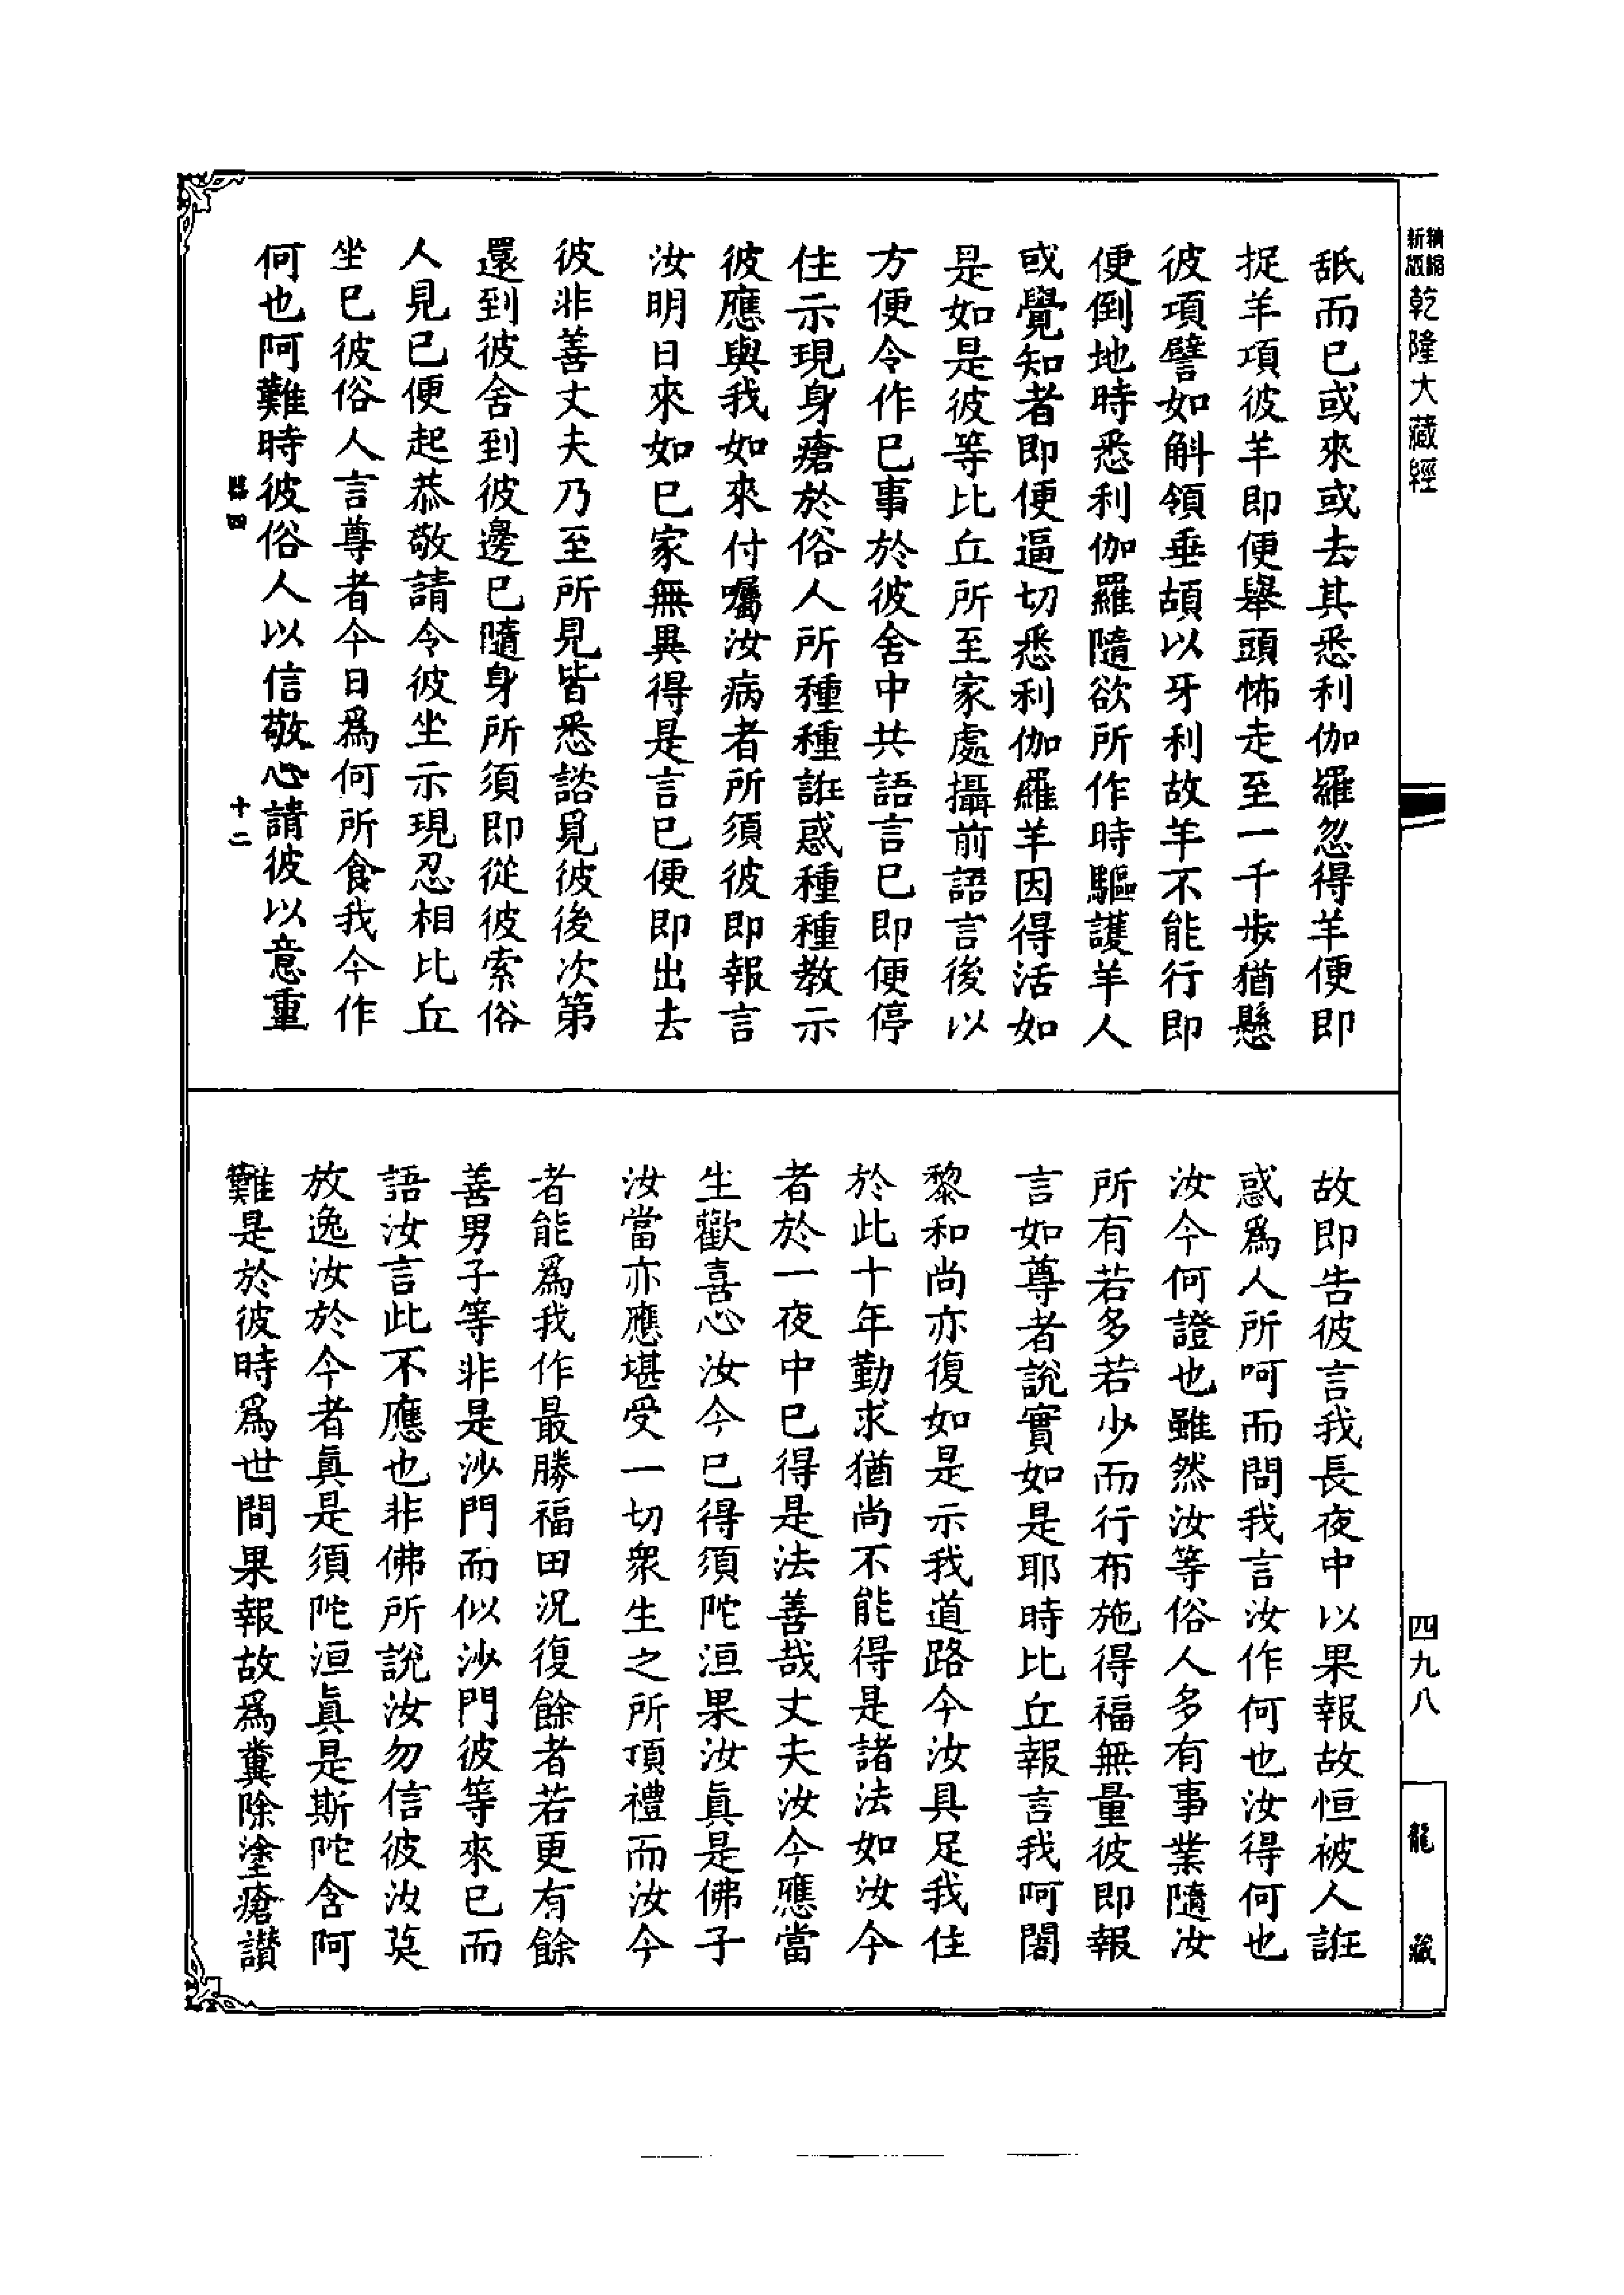 新精
版縮
乾隆大藏經
舐而已或來或去其悉利伽羅忽得羊便即
捉羊項彼羊即便舉頭怖走至一千步猶懸
彼項譬如斛領垂頡以牙利故羊不能行即
便倒地時悉利伽羅隨欲所作時驅護羊人
或覺知者即便逼切悉利伽羅羊因得活如
是如是彼等比丘所至家處攝前語言後以
方便令作已事於彼舍中共語言已即便停
住示現身瘡於俗人所種種誑惑種種教示
彼應與我如來付囑汝病者所須彼即報言
汝明日來如已家無異得是言已便即出去
彼非善丈夫乃至所見皆悉諮覓彼後次第
還到彼舍到彼邊已隨身所須即從彼索俗
人見已便起恭敬請令彼坐示現忍相比丘
坐已彼俗人言尊者今日爲何所食我今作
何也阿難時彼俗人以信敬心請彼以意重
四
十二
故即告彼言我長夜中以果報故恒被人誑
惑爲人所呵而問我言汝作何也汝得何也
汝今何證也雖然汝等俗人多有事業隨汝
所有若多若少而行布施得福無量彼即報
言如尊者說實如是耶時比丘報言我呵闍
黎和尚亦復如是示我道路今汝具足我住
於此十年勤求猶尚不能得是諸法如汝今
者於一夜中已得是法善哉丈夫汝今應當
生歡喜心汝今已得須陀洹果汝眞是佛子
汝當亦應堪受一切衆生之所頂禮而汝今
者能爲我作最勝福田況復餘者若更有餘
善男子等非是沙門而似沙門彼等來已而
語汝言此不應也非佛所說汝勿信彼汝莫
放逸汝於今者眞是須陀洹眞是斯陀含阿
難是於彼時爲世間果報故爲糞除塗瘡讃
四九八
龍藏